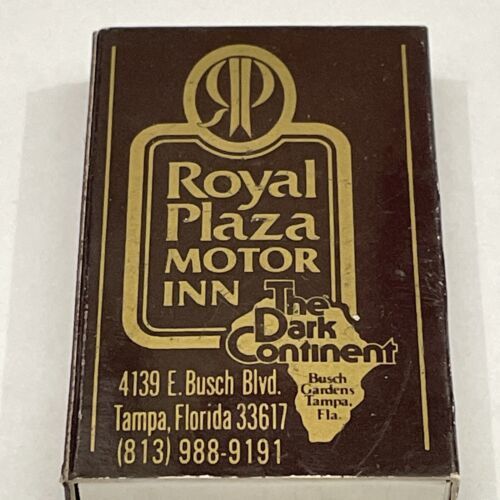 RP
Royal
Plaza
MOTOR
INN
The
Dark
Continent
Busch
Gardens
Tampa,
Fla.
4139 E. Busch Blvd.
Tampa, Florida 33617
(813) 988-9191